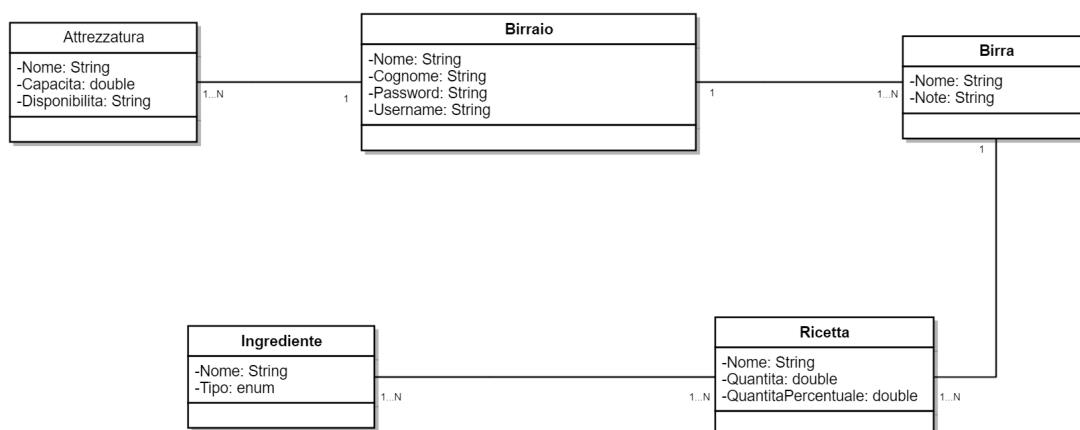 Attrezzatura
-Nome: String
-Capacita: double
-Disponibilita: String
1...N
1
Birraio
-Nome: String
-Cognome: String
-Password: String
-Username: String
1
1...N
Birra
-Nome: String
-Note: String
1
Ingrediente
-Nome: String
-Tipo: enum
1...N
1...N
Ricetta
-Nome: String
-Quantita: double
-QuantitaPercentuale: double
1...N